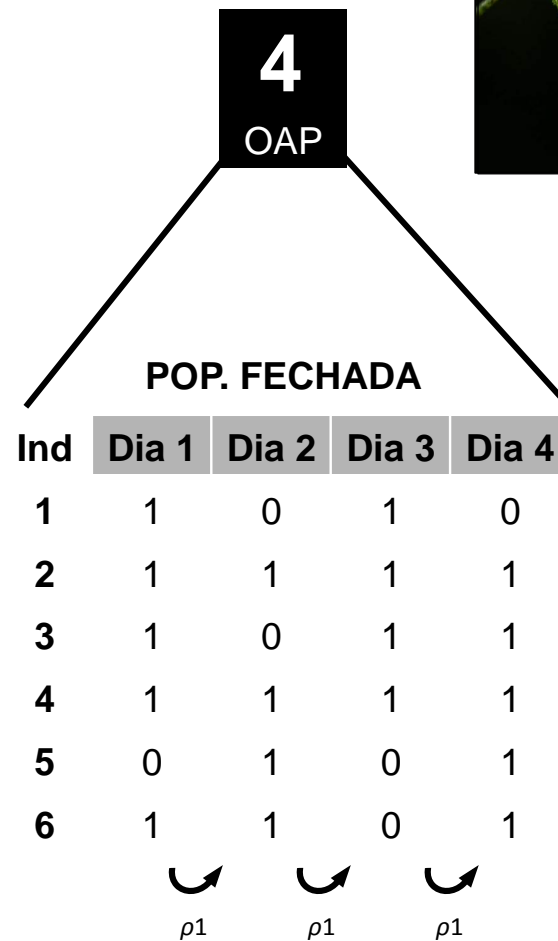 4
OAP
POP. FECHADA
Ind Dia 1 Dia 2 Dia 3 Dia 4
1 1 0 1 0
2 1 1 1 1
3 1 0 1 1
4 1 1 1 1
5 0 1 0 1
6 1 1 0 1
ρ1 ρ1 ρ1